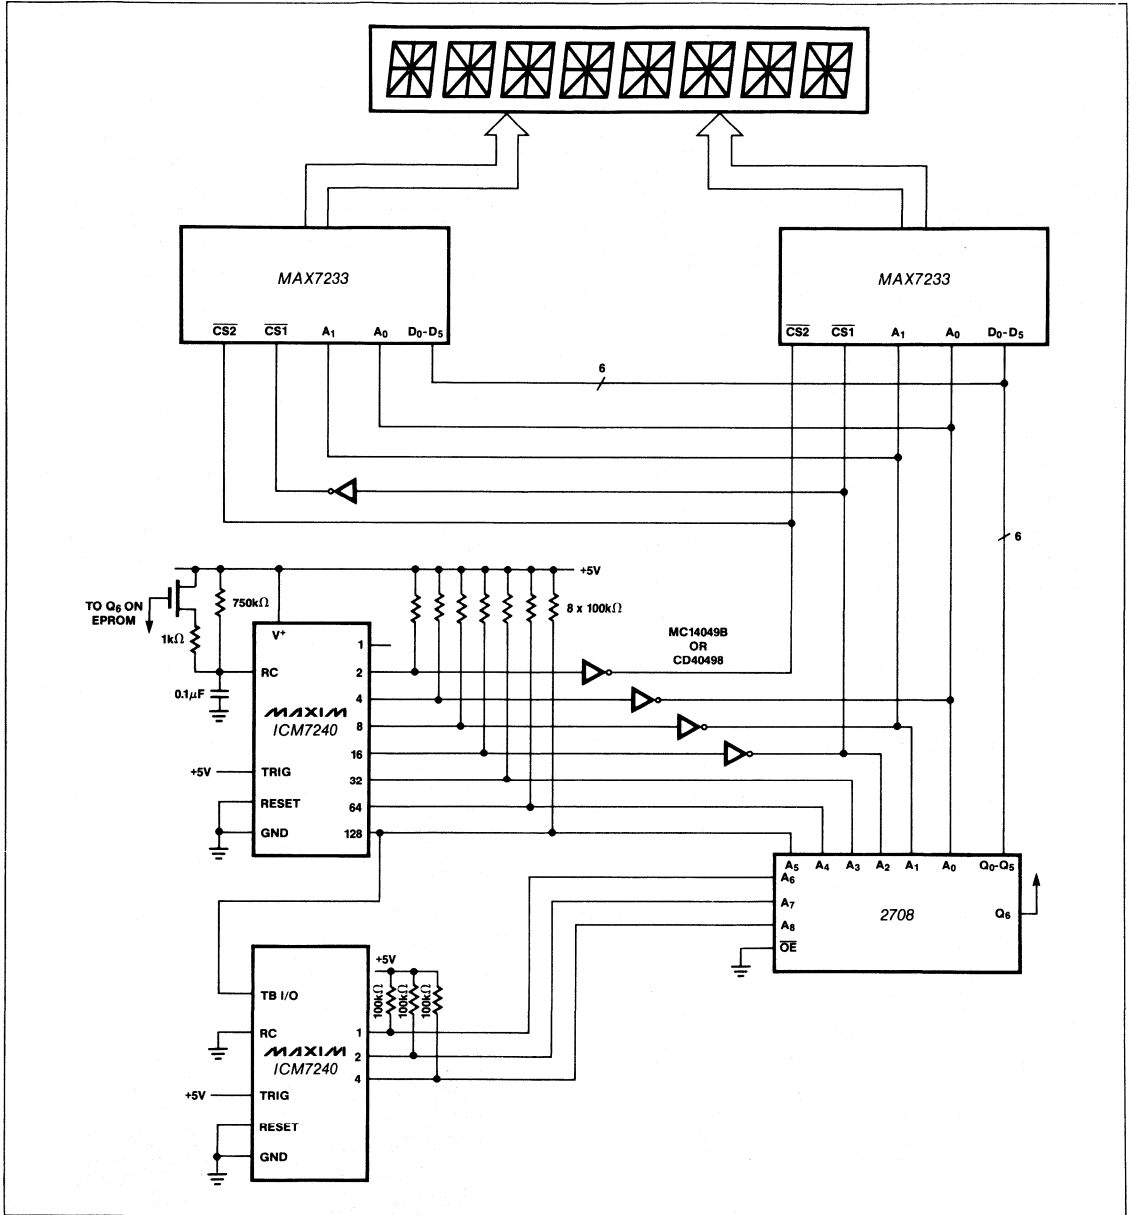 MAX7233
CS2 CS1 A1 A0 D0-D5
MAX7233
CS2 CS1 A1 A0 D0-D5
6
6
+5V
TO Q6 ON
EPROM
750kΩ
1kΩ
0.1µF
8 x 100kΩ
MC14049B
OR
CD40498
V+
RC
MAXIM
ICM7240
TRIG
RESET
GND
+5V
1
2
4
8
16
32
64
128
A5 A4 A3 A2 A1 A0 Q0-Q5
A6
A7
A8
OE
2708
Q6
+5V
100kΩ
100kΩ
100kΩ
TB I/O
RC
MAXIM
ICM7240
TRIG
RESET
GND
+5V
1
2
4